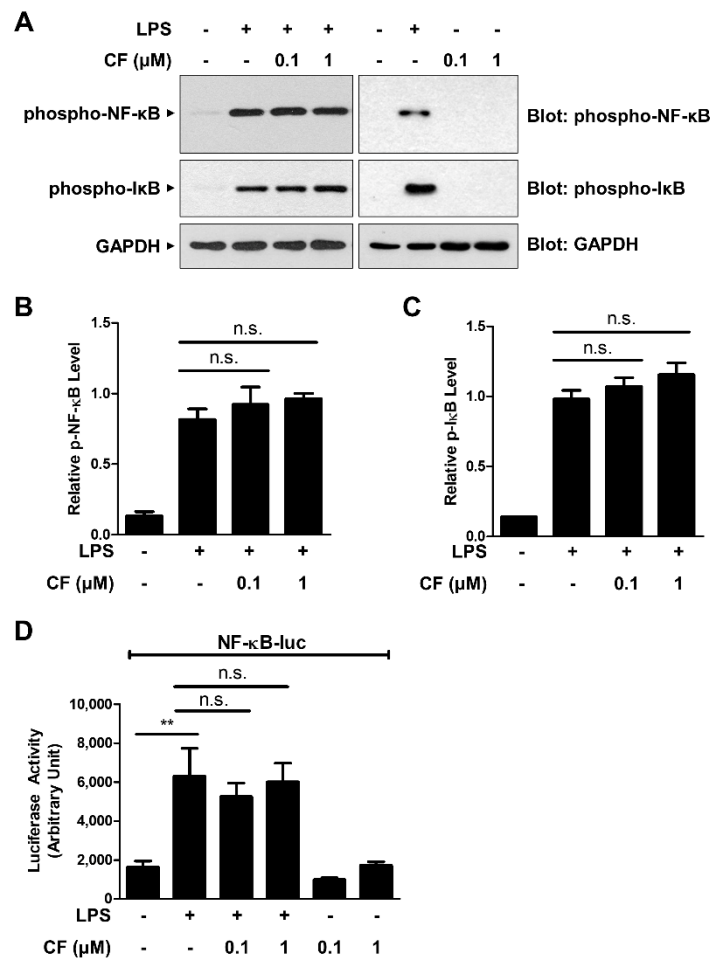 A
LPS - + + + - + - -
CF (μM) - - 0.1 1 - - 0.1 1
phospho-NF-κB Blot: phospho-NF-κB
phospho-IκB Blot: phospho-IκB
GAPDH Blot: GAPDH
B
Relative p-NF-κB Level
1.5
1.0
0.5
0.0
n.s.
n.s.
LPS - + + +
CF (μM) - - 0.1 1
C
Relative p-IκB Level
1.5
1.0
0.5
0.0
n.s.
n.s.
LPS - + + +
CF (μM) - - 0.1 1
D
NF-κB-luc
Luciferase Activity
(Arbitrary Unit)
10,000
8,000
6,000
4,000
2,000
0
n.s.
n.s.
**
LPS - + + + - -
CF (μM) - - 0.1 1 0.1 1